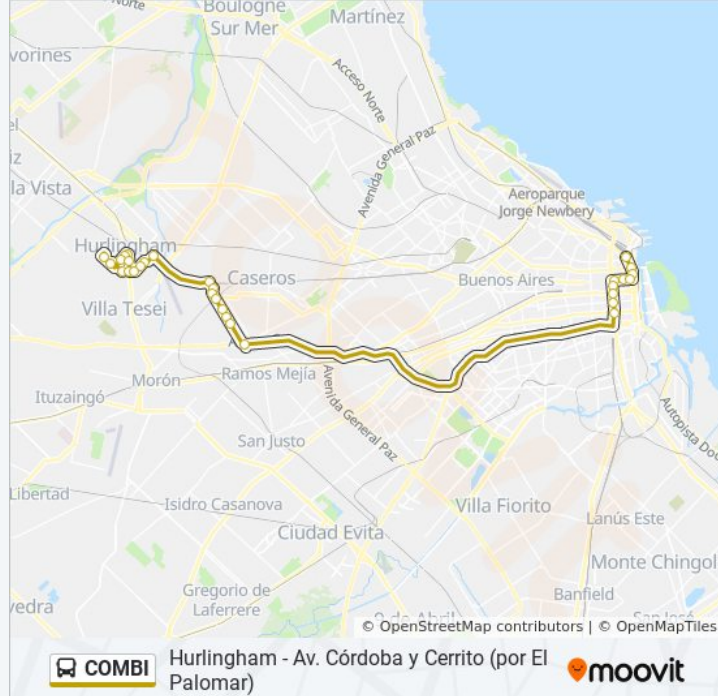 Boulogne
Sur Mer
Martínez
vorines
Acceso Norte
Avenida General Paz
la Vista
Aeroparque
Jorge Newbery
Hurlingham
Caseros
Buenos Aires
Villa Tesei
Ramos Mejía
Morón
Ituzaingó
Avenida General Paz
San Justo
Autopista Do
Libertad
Isidro Casanova
Villa Fiorito
Lanús Este
Ciudad Evita
Monte Chingol
Gregorio de
Laferrere
Banfield
vedra
© OpenStreetMap contributors | © OpenMapTiles
COMBI
Hurlingham - Av. Córdoba y Cerrito (por El
Palomar)
moovit